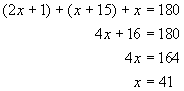 (2x + 1) + (x + 15) + x = 180
4x + 16 = 180
4x = 164
x = 41